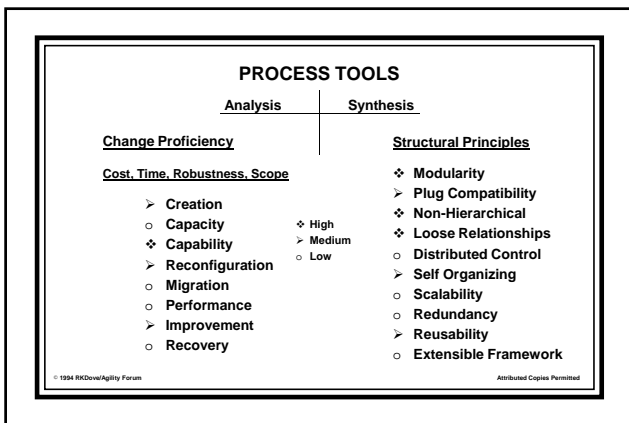 PROCESS TOOLS
Analysis Synthesis
Change Proficiency
Cost, Time, Robustness, Scope
➢ Creation
o Capacity
❖ Capability
➢ Reconfiguration
o Migration
o Performance
➢ Improvement
o Recovery
❖ High
➢ Medium
o Low
Structural Principles
❖ Modularity
➢ Plug Compatibility
❖ Non-Hierarchical
❖ Loose Relationships
o Distributed Control
➢ Self Organizing
o Scalability
o Redundancy
➢ Reusability
o Extensible Framework
© 1994 RKDove/Agility Forum
Attributed Copies Permitted